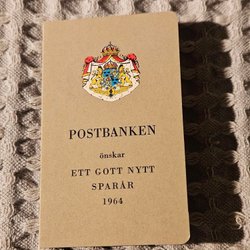 POSTBANKEN
önskar
ETT GOTT NYTT
SPARÅR
1964